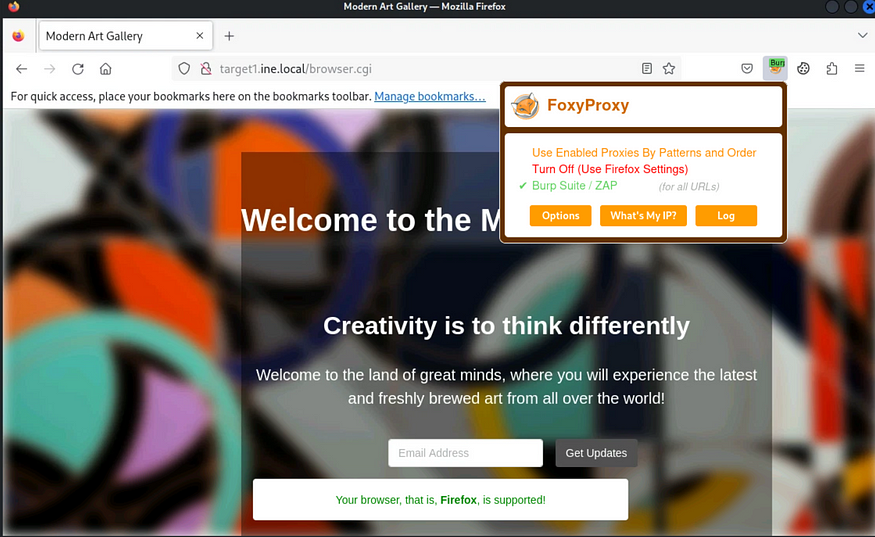 Modern Art Gallery — Mozilla Firefox
Modern Art Gallery
target1.ine.local/browser.cgi
Burp
For quick access, place your bookmarks here on the bookmarks toolbar. Manage bookmarks…
FoxyProxy
Use Enabled Proxies By Patterns and Order
Turn Off (Use Firefox Settings)
Burp Suite / ZAP (for all URLs)
Options What's My IP? Log
Welcome to the M
Creativity is to think differently
Welcome to the land of great minds, where you will experience the latest
and freshly brewed art from all over the world!
Email Address Get Updates
Your browser, that is, Firefox, is supported!